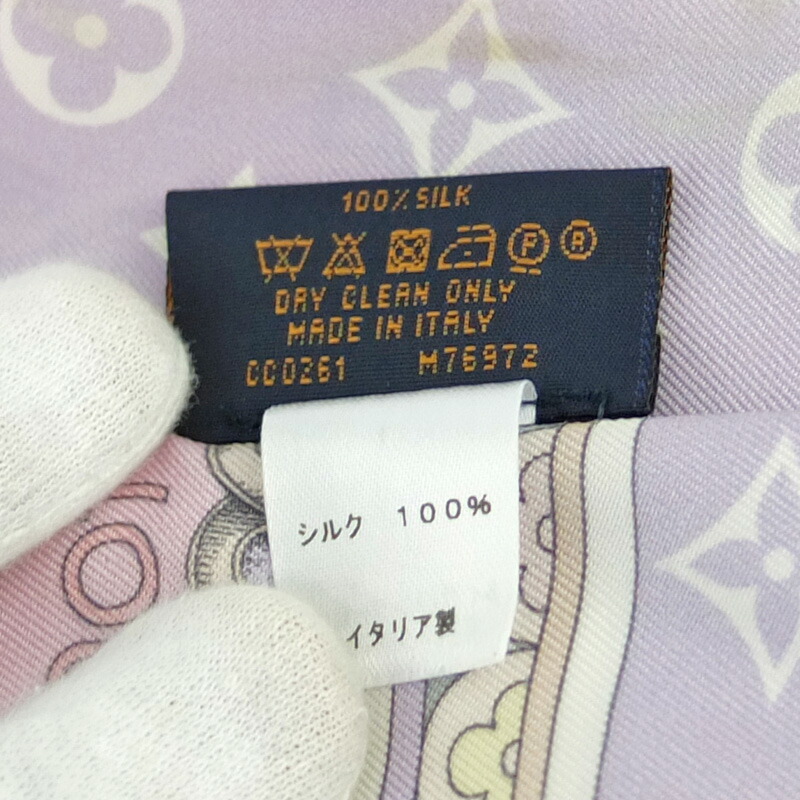 100% SILK
P R
DRY CLEAN ONLY
MADE IN ITALY
CC0261 M76972
シルク 100%
イタリア製